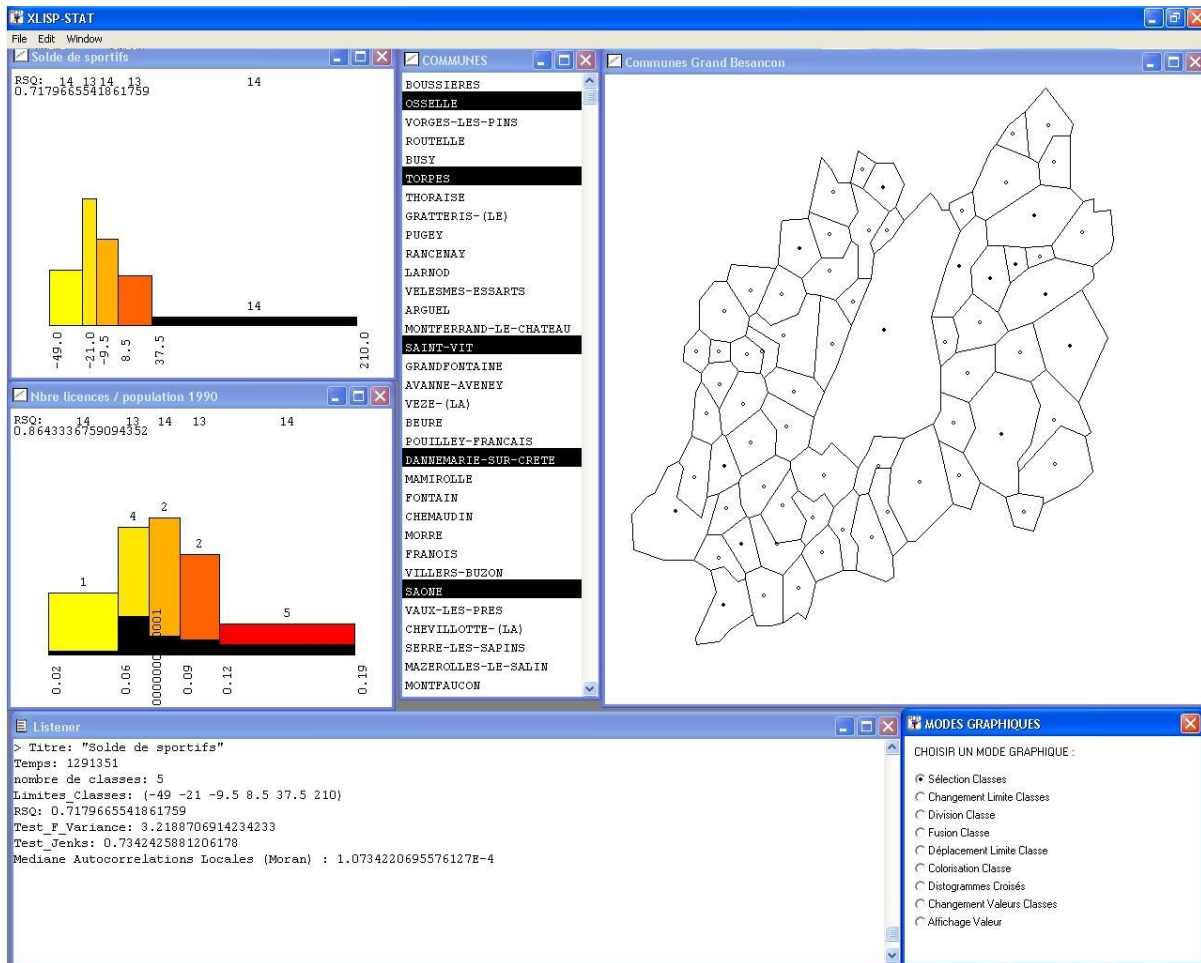 XLISP-STAT
File Edit Window
Solde de sportifs
RSQ: 14 13 14 13 14
0.7179665541861759
14
-49.0 -21.0 -9.5 8.5 37.5 210.0
Nbre licences / population 1990
RSQ: 14 13 14 13 14
0.8643336759094352
1 4 2 2 5
0.02 0.06 0.09 0.12 0.19
COMMUNES
BOUSSIERES
OSSELLE
VORGES-LES-PINS
ROUTELLE
BUSY
TORPES
THORAISE
GRATTERIS-(LE)
PUGEY
RANCENAY
LARNOD
VELESMES-ESSARTS
ARGUEL
MONTFERRAND-LE-CHATEAU
SAINT-VIT
GRANDFONTAINE
AVANNE-AVENEY
VEZE-(LA)
BEURE
POUILLEY-FRANCAIS
DANNEMARIE-SUR-CRETE
MAMIROLLE
FONTAIN
CHEMAUDIN
MORRE
FRANOIS
VILLERS-BUZON
SAONE
VAUX-LES-PRES
CHEVILLOTTE-(LA)
SERRE-LES-SAPINS
MAZEROLLES-LE-SALIN
MONTFAUCON
Communes Grand Besancon
Listener
> Titre: "Solde de sportifs"
Temps: 1291351
nombre de classes: 5
Limites_Classes: (-49 -21 -9.5 8.5 37.5 210)
RSQ: 0.7179665541861759
Test_F_Variance: 3.2188706914234233
Test_Jenks: 0.7342425881206178
Mediane Autocorrelations Locales (Moran) : 1.0734220695576127E-4
MODES GRAPHIQUES
CHOISIR UN MODE GRAPHIQUE :
Sélection Classes
Changement Limite Classes
Division Classe
Fusion Classe
Déplacement Limite Classe
Colorisation Classe
Distogrammes Croisés
Changement Valeurs Classes
Affichage Valeur